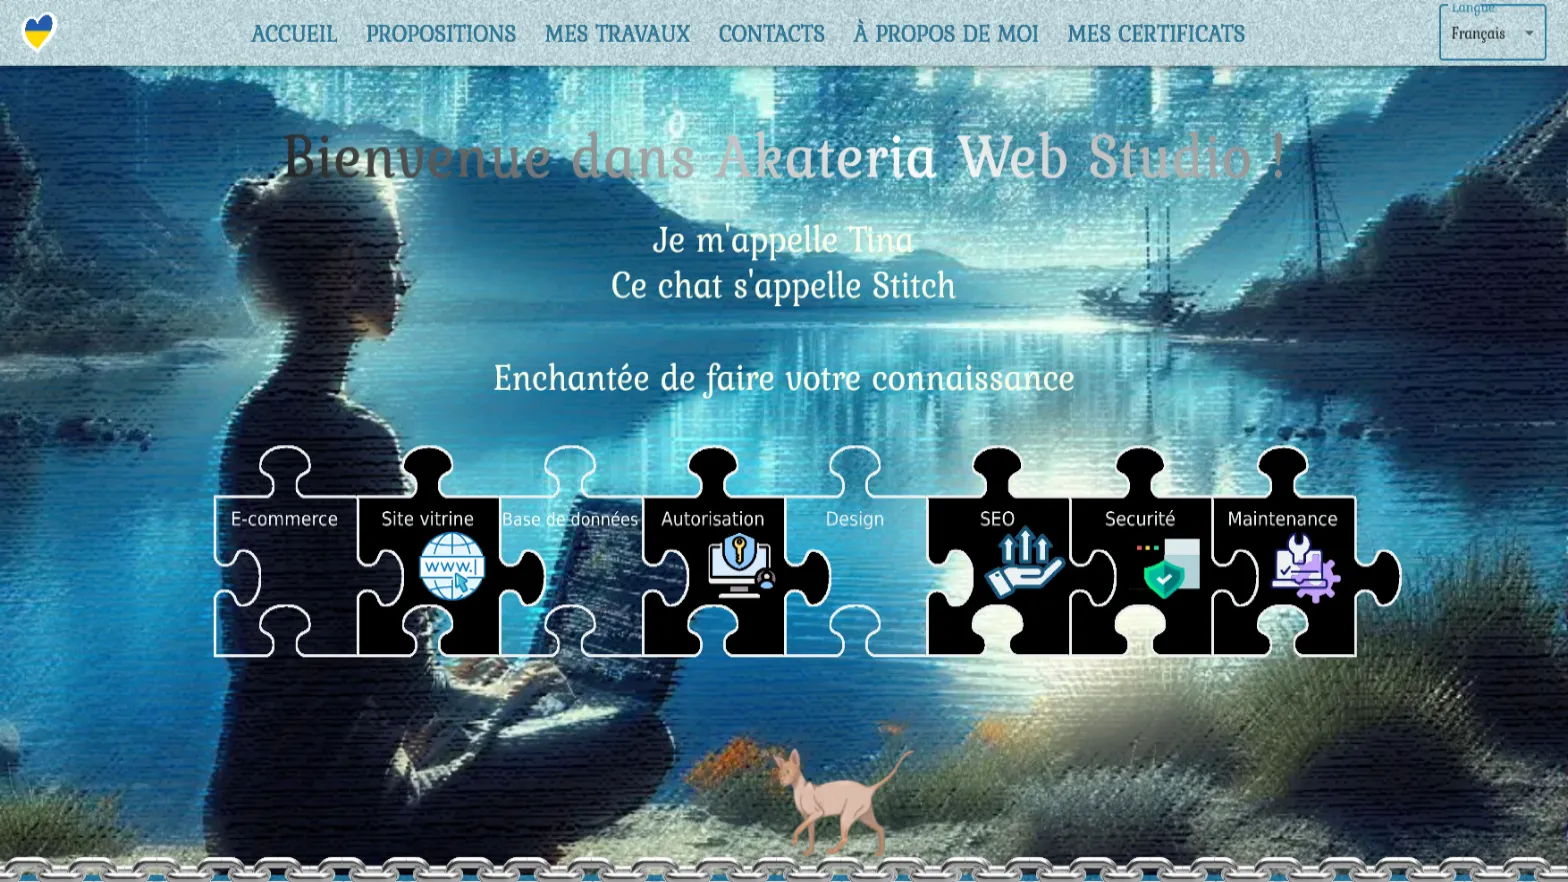 ACCUEIL PROPOSITIONS MES TRAVAUX CONTACTS À PROPOS DE MOI MES CERTIFICATS
Langue
Français
Bienvenue dans Akateria Web Studio !
Je m'appelle Tina
Ce chat s'appelle Stitch
Enchantée de faire votre connaissance
E-commerce Site vitrine Base de données Autorisation Design SEO Securité Maintenance
www.